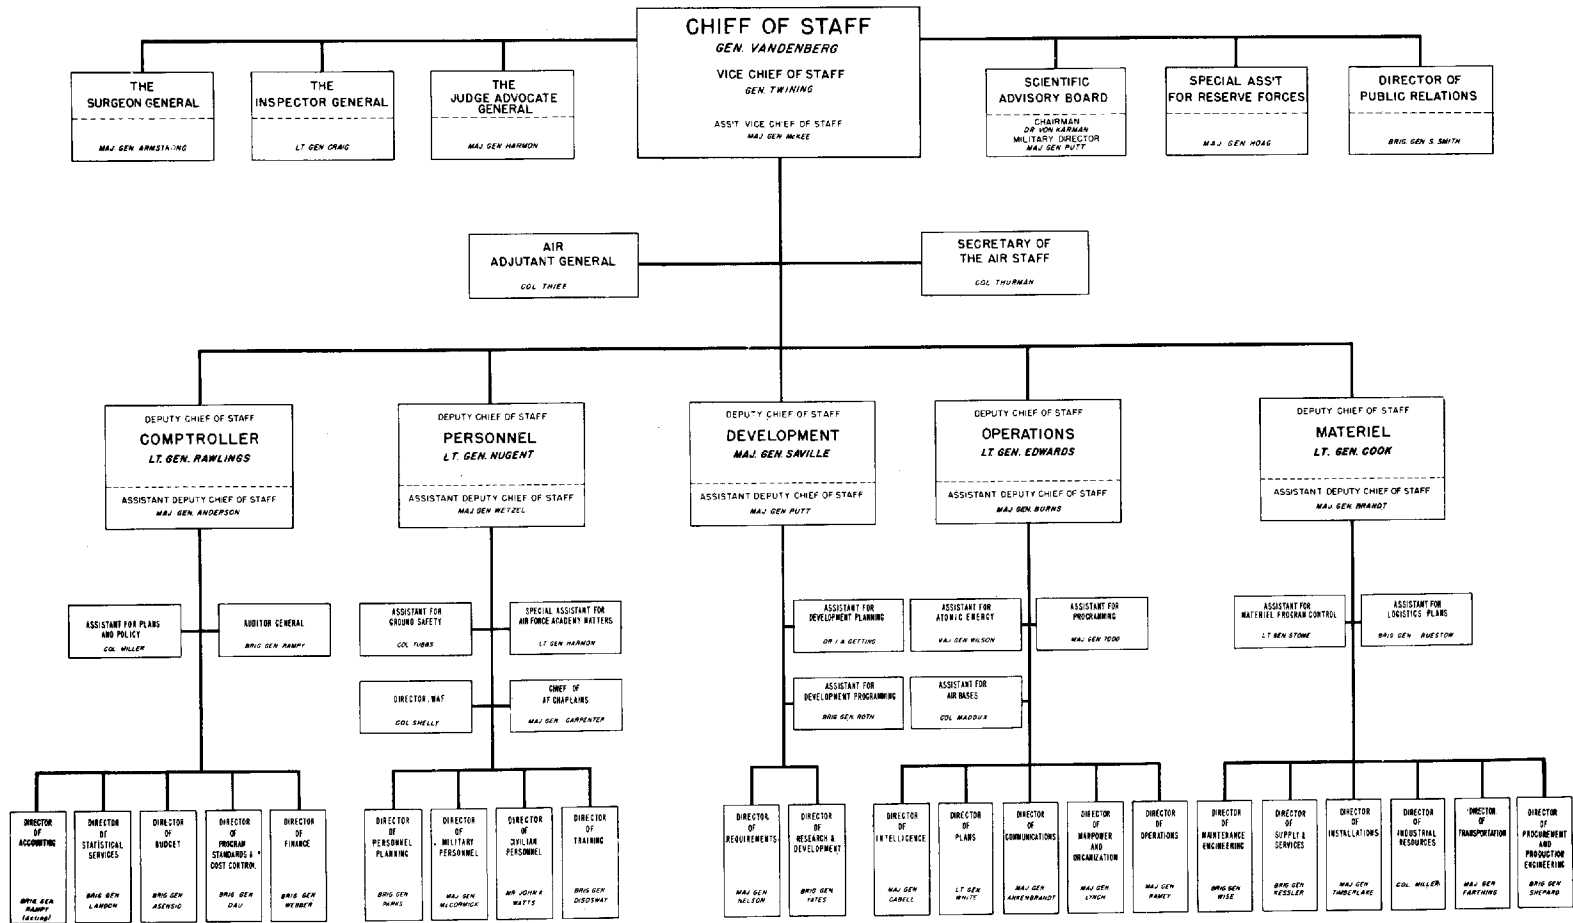 CHIEF OF STAFF
GEN. VANDENBERG
VICE CHIEF OF STAFF
GEN. TWINING
ASS'T VICE CHIEF OF STAFF
MAJ GEN McKEE
THE
SURGEON GENERAL
MAJ. GEN ARMSTRONG
THE
INSPECTOR GENERAL
LT GEN CRAIG
THE
JUDGE ADVOCATE
GENERAL
MAJ. GEN HARMON
SCIENTIFIC
ADVISORY BOARD
CHAIRMAN
DR VON KARMAN
MILITARY DIRECTOR
MAJ GEN PUTT
SPECIAL ASS'T
FOR RESERVE FORCES
MAJ GEN HOAG
DIRECTOR OF
PUBLIC RELATIONS
BRIG. GEN S. SMITH
AIR
ADJUTANT GENERAL
COL THIEE
SECRETARY OF
THE AIR STAFF
COL THURMAN
DEPUTY CHIEF OF STAFF
COMPTROLLER
LT. GEN. RAWLINGS
ASSISTANT DEPUTY CHIEF OF STAFF
MAJ GEN. ANDERSON
DEPUTY CHIEF OF STAFF
PERSONNEL
LT. GEN. NUGENT
ASSISTANT DEPUTY CHIEF OF STAFF
MAJ GEN WETZEL
DEPUTY CHIEF OF STAFF
DEVELOPMENT
MAJ. GEN. SAVILLE
ASSISTANT DEPUTY CHIEF OF STAFF
MAJ GEN PUTT
DEPUTY CHIEF OF STAFF
OPERATIONS
LT. GEN. EDWARDS
ASSISTANT DEPUTY CHIEF OF STAFF
MAJ GEN. BURNS
DEPUTY CHIEF OF STAFF
MATERIEL
LT. GEN. COOK
ASSISTANT DEPUTY CHIEF OF STAFF
MAJ. GEN. BRANDT
ASSISTANT FOR PLANS
AND POLICY
COL MILLER
AUDITOR GENERAL
BRIG GEN RAMPY
ASSISTANT FOR
GROUND SAFETY
COL TUBBS
SPECIAL ASSISTANT FOR
AIR FORCE ACADEMY MATTERS
LT GEN HARMON
DIRECTOR, WAF
COL SHELLY
CHIEF OF
AF CHAPLAINS
MAJ GEN. CARPENTER
ASSISTANT FOR
DEVELOPMENT PLANNING
DR I A GETTING
ASSISTANT FOR
DEVELOPMENT PROGRAMMING
BRIG GEN. ROTH
ASSISTANT FOR
ATOMIC ENERGY
MAJ GEN WILSON
ASSISTANT FOR
PROGRAMMING
MAJ GEN TODD
ASSISTANT FOR
AIR BASES
COL MADDUX
ASSISTANT FOR
MATERIEL PROGRAM CONTROL
LT GEN STONE
ASSISTANT FOR
LOGISTICS PLANS
BRIG GEN RUESTOW
DIRECTOR
OF
ACCOUNTING
BRIG GEN
RAMPY
(Acting)
DIRECTOR
OF
STATISTICAL
SERVICES
BRIG GEN
LANDON
DIRECTOR
OF
BUDGET
BRIG. GEN
ASENSIO
DIRECTOR
OF
PROGRAM
STANDARDS &
COST CONTROL
BRIG. GEN
DAU
DIRECTOR
OF
FINANCE
BRIG. GEN
WEBBER
DIRECTOR
OF
PERSONNEL
PLANNING
BRIG GEN
PARKS
DIRECTOR
OF
MILITARY
PERSONNEL
MAJ GEN
McCORMICK
DIRECTOR
OF
CIVILIAN
PERSONNEL
MR JOHN A
WATTS
DIRECTOR
OF
TRAINING
BRIG GEN
DISOSWAY
DIRECTOR
OF
REQUIREMENTS
MAJ GEN
NELSON
DIRECTOR
OF
RESEARCH &
DEVELOPMENT
BRIG GEN
YATES
DIRECTOR
OF
INTELLIGENCE
MAJ GEN
CABELL
DIRECTOR
OF
PLANS
LT GEN
WHITE
DIRECTOR
OF
COMMUNICATIONS
MAJ GEN
ANKENBRANDT
DIRECTOR
OF
MANPOWER
AND
ORGANIZATION
MAJ GEN
LYNCH
DIRECTOR
OF
OPERATIONS
MAJ GEN
RAMEY
DIRECTOR
OF
MAINTENANCE
ENGINEERING
BRIG GEN
WISE
DIRECTOR
OF
SUPPLY &
SERVICES
BRIG GEN
KESSLER
DIRECTOR
OF
INSTALLATIONS
MAJ GEN
TIMBERLAKE
DIRECTOR
OF
INDUSTRIAL
RESOURCES
COL. MILLER
DIRECTOR
OF
TRANSPORTATION
MAJ GEN
FARTHING
DIRECTOR
OF
PROCUREMENT
AND
PRODUCTION
ENGINEERING
BRIG GEN
SHEPARD